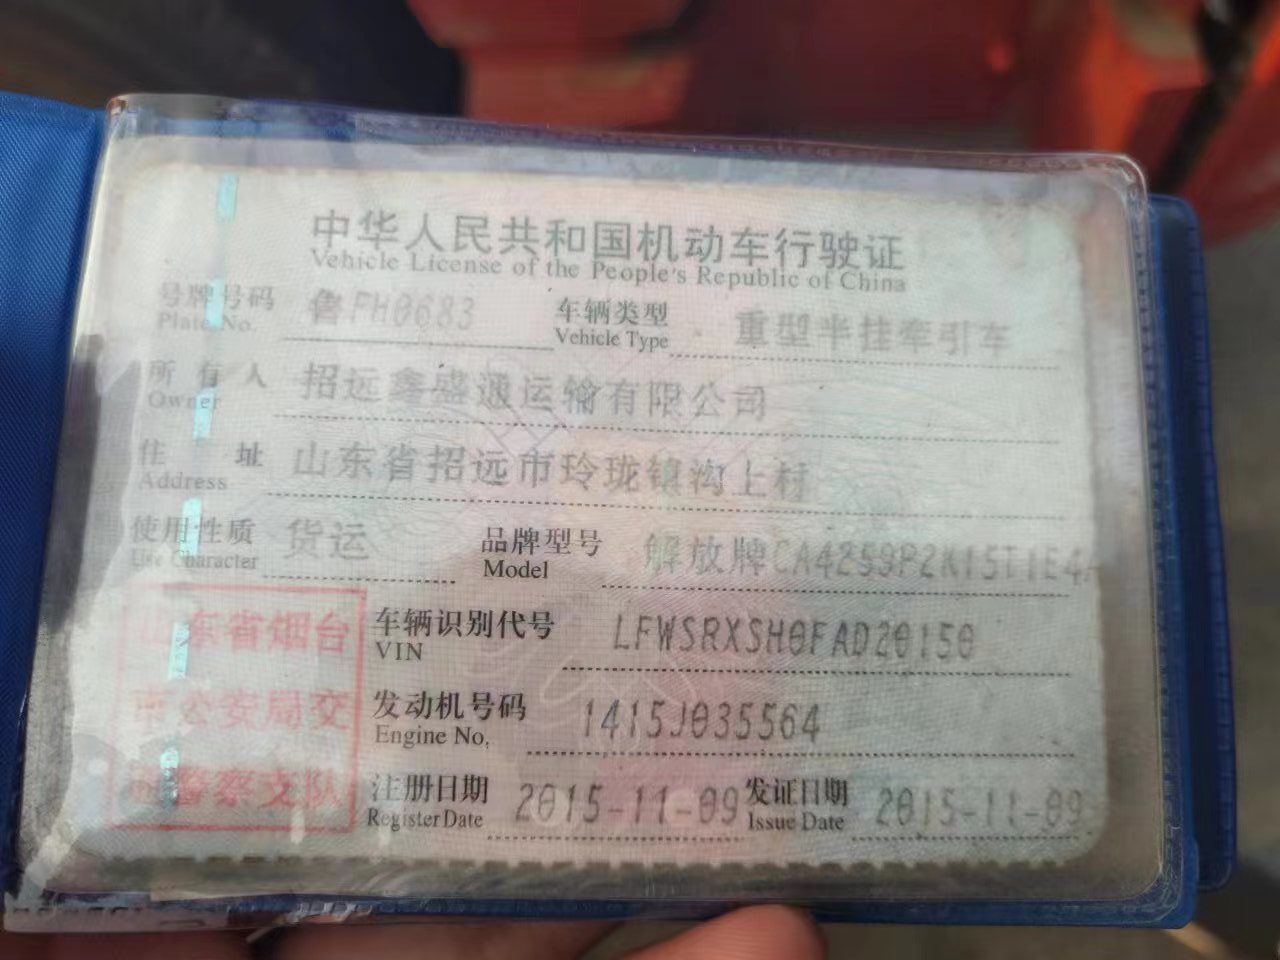 中华人民共和国机动车行驶证
Vehicle License of the People's Republic of China
号牌号码 鲁FH0683 车辆类型 重型半挂牵引车
Plate No. Vehicle Type
所有人 招远鑫盛通运输有限公司
Owner
住址 山东省招远市玲珑镇沟上村
Address
使用性质 货运 品牌型号 解放牌CA4259P2K15T1E4A
Use Character Model
山东省烟台
市公安局交
通警察支队
车辆识别代号 LFWSRXSH0FAD20150
VIN
发动机号码 1415J035564
Engine No.
注册日期 2015-11-09 发证日期 2015-11-09
Register Date Issue Date